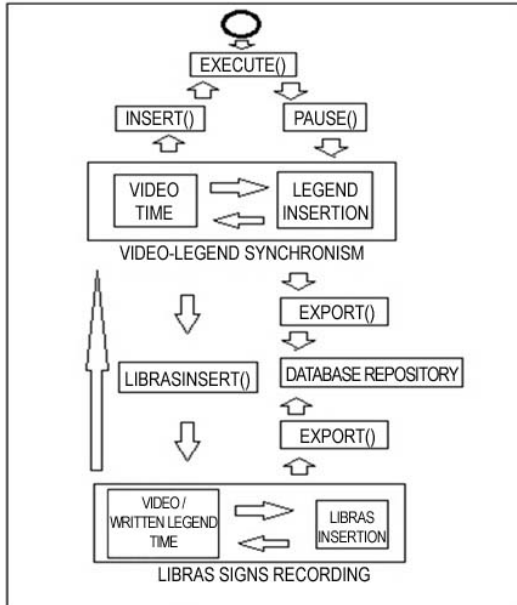 EXECUTE()
INSERT()
PAUSE()
VIDEO
TIME
LEGEND
INSERTION
VIDEO-LEGEND SYNCHRONISM
EXPORT()
LIBRASINSERT()
DATABASE REPOSITORY
EXPORT()
VIDEO /
WRITTEN LEGEND
TIME
LIBRAS
INSERTION
LIBRAS SIGNS RECORDING